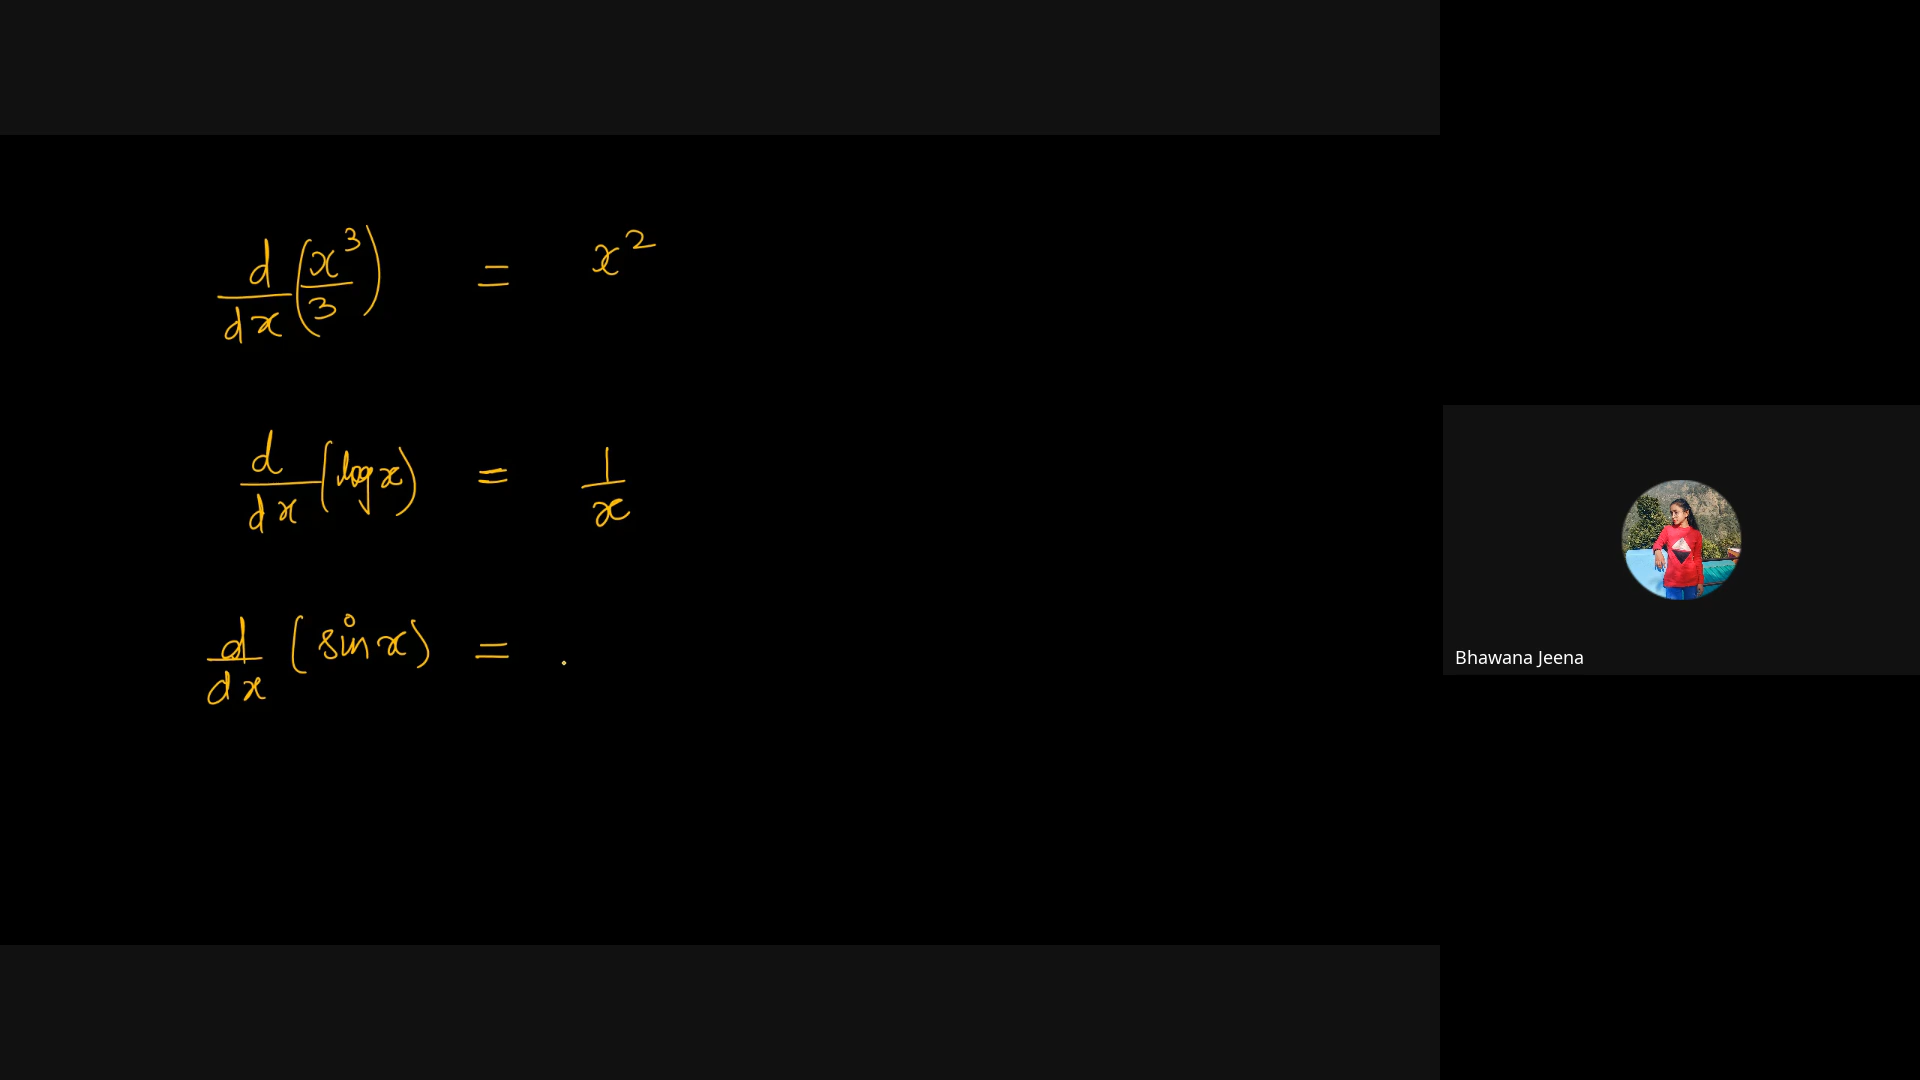 d/dx (x³/3) = x²
d/dx (log x) = 1/x
d/dx (sin x) = .
Bhawana Jeena